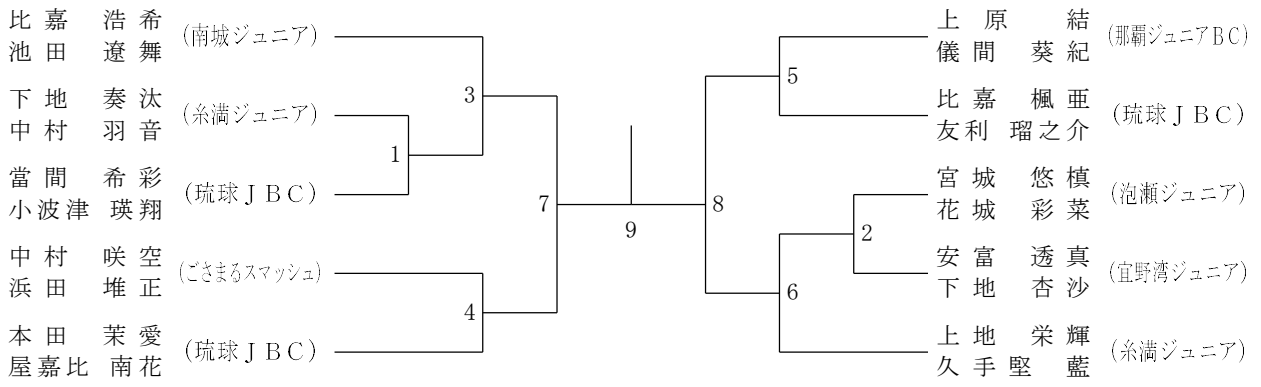 比嘉 浩希
池田 遼舞
(南城ジュニア)
下地 奏汰
中村 羽音
(糸満ジュニア)
當間 希彩
小波津 瑛翔
(琉球ＪＢＣ)
中村 咲空
浜田 堆正
(ごさまるスマッシュ)
本田 茉愛
屋嘉比 南花
(琉球ＪＢＣ)
1
3
4
7
9
8
5
2
6
上原 結
儀間 葵紀
(那覇ジュニアＢＣ)
比嘉 楓亜
友利 瑠之介
(琉球ＪＢＣ)
宮城 悠槙
花城 彩菜
(泡瀬ジュニア)
安富 透真
下地 杏沙
(宜野湾ジュニア)
上地 栄輝
久手堅 藍
(糸満ジュニア)